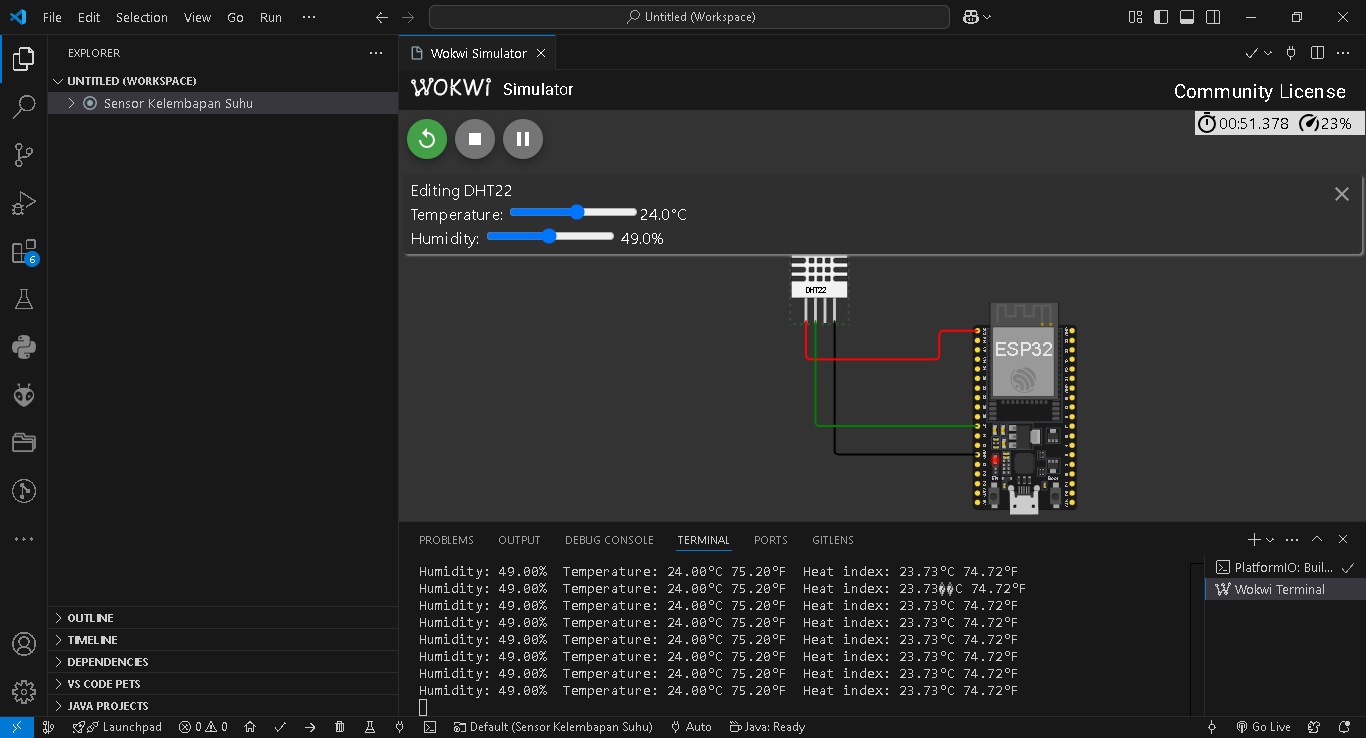 File Edit Selection View Go Run ···
Untitled (Workspace)
EXPLORER ···
UNTITLED (WORKSPACE)
Sensor Kelembapan Suhu
OUTLINE
TIMELINE
DEPENDENCIES
VS CODE PETS
JAVA PROJECTS
6
Wokwi Simulator
WOKWi Simulator
Community License
00:51.378 23%
Editing DHT22
Temperature: 24.0°C
Humidity: 49.0%
DHT22
ESP32
PROBLEMS OUTPUT DEBUG CONSOLE TERMINAL PORTS GITLENS
Humidity: 49.00% Temperature: 24.00°C 75.20°F Heat index: 23.73°C 74.72°F
Humidity: 49.00% Temperature: 24.00°C 75.20°F Heat index: 23.73��C 74.72°F
Humidity: 49.00% Temperature: 24.00°C 75.20°F Heat index: 23.73°C 74.72°F
Humidity: 49.00% Temperature: 24.00°C 75.20°F Heat index: 23.73°C 74.72°F
Humidity: 49.00% Temperature: 24.00°C 75.20°F Heat index: 23.73°C 74.72°F
Humidity: 49.00% Temperature: 24.00°C 75.20°F Heat index: 23.73°C 74.72°F
Humidity: 49.00% Temperature: 24.00°C 75.20°F Heat index: 23.73°C 74.72°F
Humidity: 49.00% Temperature: 24.00°C 75.20°F Heat index: 23.73°C 74.72°F
PlatformIO: Buil...
Wokwi Terminal
Launchpad 0 0 Default (Sensor Kelembapan Suhu) Auto Java: Ready Go Live